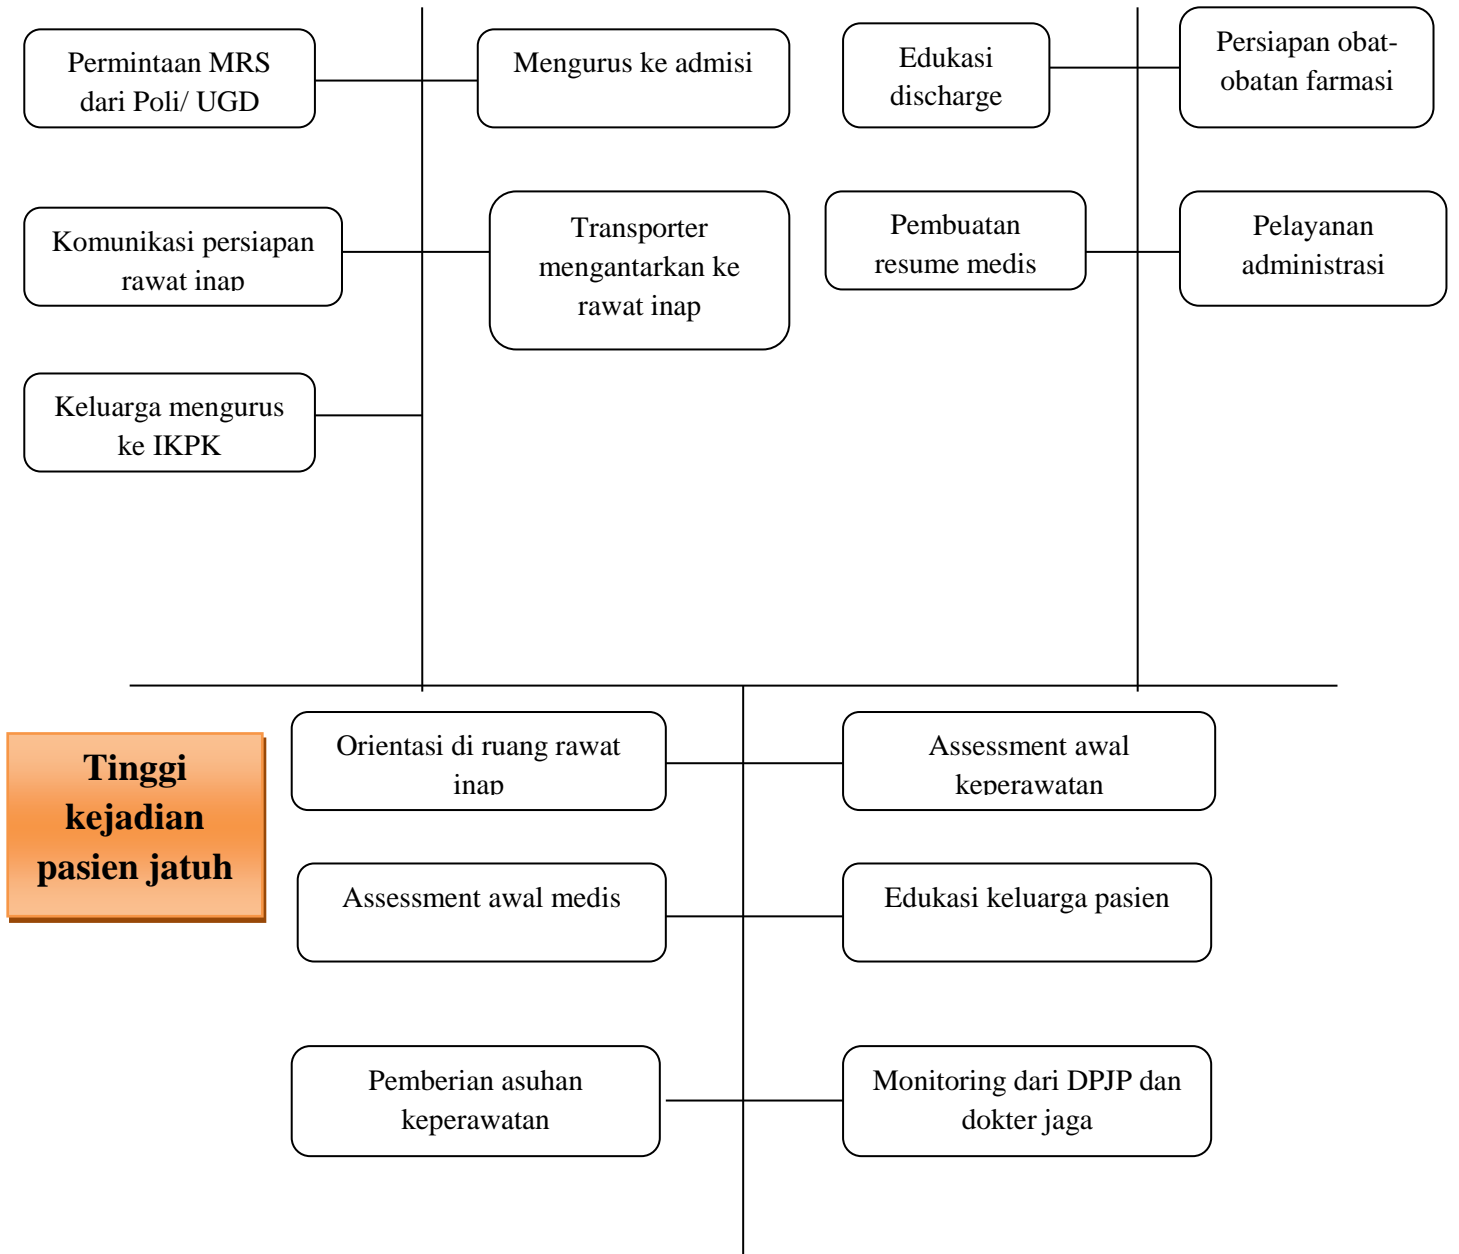 Permintaan MRS
dari Poli/ UGD
Mengurus ke admisi
Edukasi
discharge
Persiapan obat-
obatan farmasi
Komunikasi persiapan
rawat inap
Transporter
mengantarkan ke
rawat inap
Pembuatan
resume medis
Pelayanan
administrasi
Keluarga mengurus
ke IKPK
Tinggi
kejadian
pasien jatuh
Orientasi di ruang rawat
inap
Assessment awal
keperawatan
Assessment awal medis
Edukasi keluarga pasien
Pemberian asuhan
keperawatan
Monitoring dari DPJP dan
dokter jaga